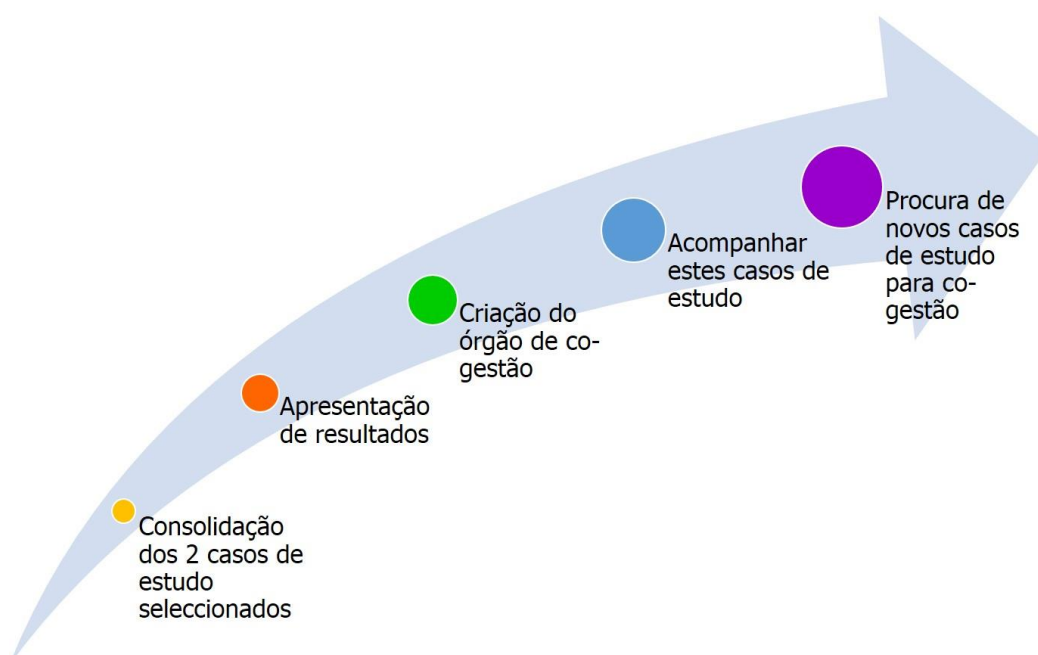 Consolidação
dos 2 casos de
estudo
seleccionados
Apresentação
de resultados
Criação do
órgão de co-
gestão
Acompanhar
estes casos de
estudo
Procura de
novos casos
de estudo
para co-
gestão